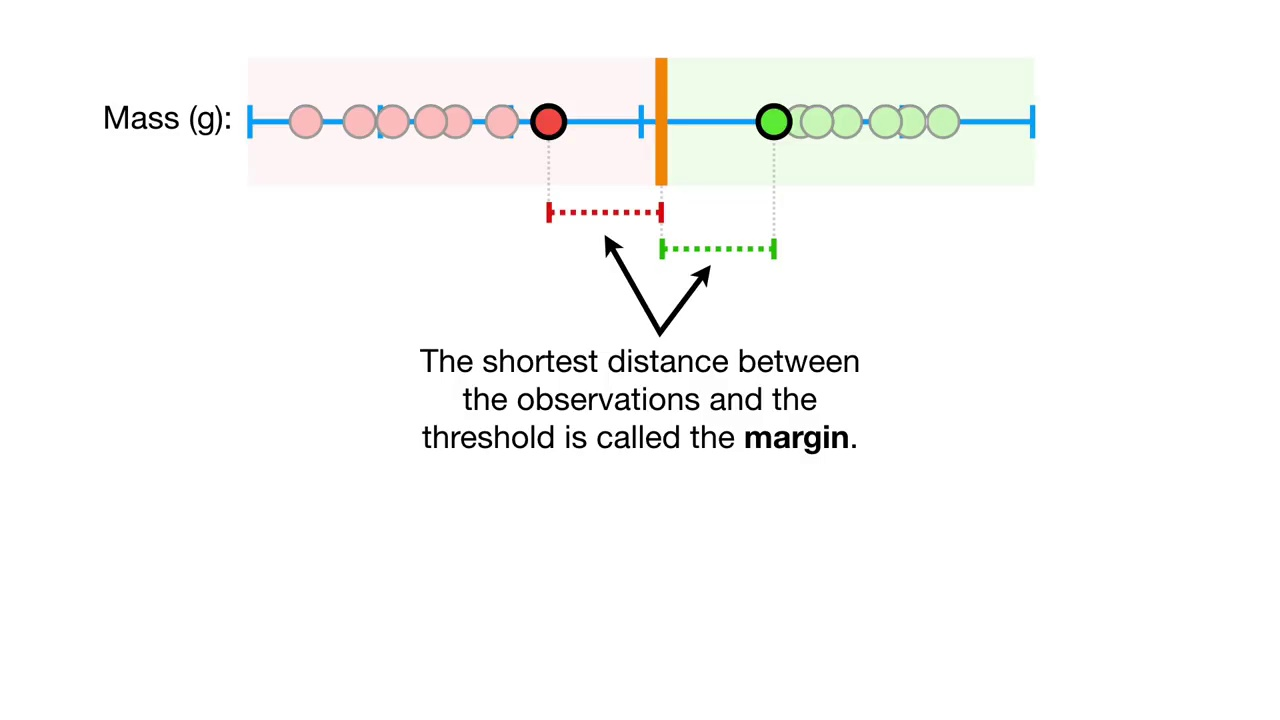 Mass (g):
The shortest distance between
the observations and the
threshold is called the margin.